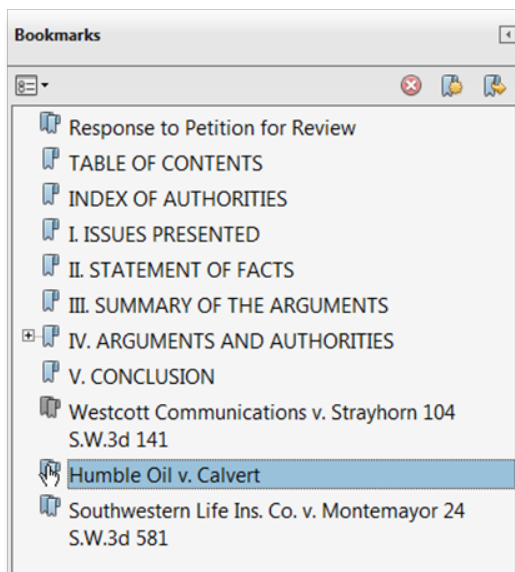 Bookmarks
Response to Petition for Review
TABLE OF CONTENTS
INDEX OF AUTHORITIES
I. ISSUES PRESENTED
II. STATEMENT OF FACTS
III. SUMMARY OF THE ARGUMENTS
IV. ARGUMENTS AND AUTHORITIES
V. CONCLUSION
Westcott Communications v. Strayhorn 104
S.W.3d 141
Humble Oil v. Calvert
Southwestern Life Ins. Co. v. Montemayor 24
S.W.3d 581